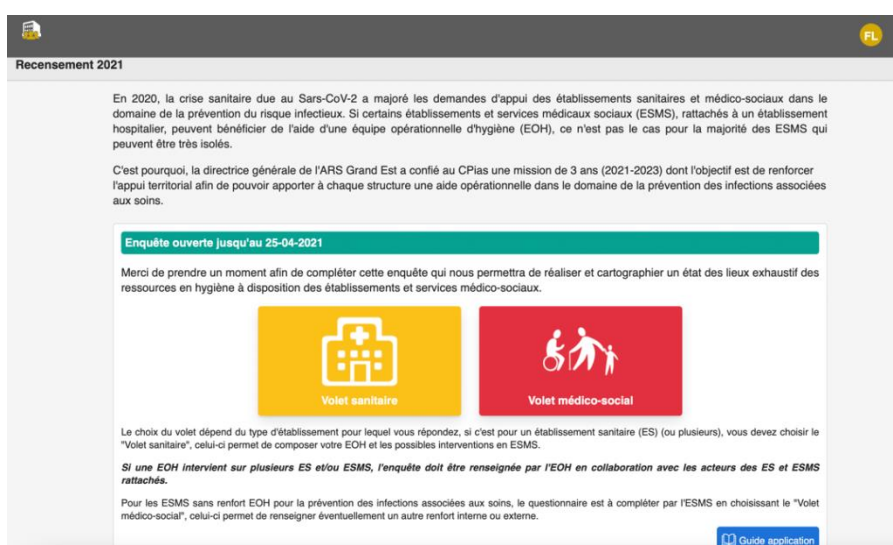 FL
Recensement 2021
En 2020, la crise sanitaire due au Sars-CoV-2 a majoré les demandes d'appui des établissements sanitaires et médico-sociaux dans le
domaine de la prévention du risque infectieux. Si certains établissements et services médicaux sociaux (ESMS), rattachés à un établissement
hospitalier, peuvent bénéficier de l'aide d'une équipe opérationnelle d'hygiène (EOH), ce n'est pas le cas pour la majorité des ESMS qui
peuvent être très isolés.
C'est pourquoi, la directrice générale de l'ARS Grand Est a confié au CPias une mission de 3 ans (2021-2023) dont l'objectif est de renforcer
l'appui territorial afin de pouvoir apporter à chaque structure une aide opérationnelle dans le domaine de la prévention des infections associées
aux soins.
Enquête ouverte jusqu'au 25-04-2021
Merci de prendre un moment afin de compléter cette enquête qui nous permettra de réaliser et cartographier un état des lieux exhaustif des
ressources en hygiène à disposition des établissements et services médico-sociaux.
Volet sanitaire
Volet médico-social
Le choix du volet dépend du type d'établissement pour lequel vous répondez, si c'est pour un établissement sanitaire (ES) (ou plusieurs), vous devez choisir le
"Volet sanitaire", celui-ci permet de composer votre EOH et les possibles interventions en ESMS.
Si une EOH intervient sur plusieurs ES et/ou ESMS, l'enquête doit être renseignée par l'EOH en collaboration avec les acteurs des ES et ESMS
rattachés.
Pour les ESMS sans renfort EOH pour la prévention des infections associées aux soins, le questionnaire est à compléter par l'ESMS en choisissant le "Volet
médico-social", celui-ci permet de renseigner éventuellement un autre renfort interne ou externe.
Guide application